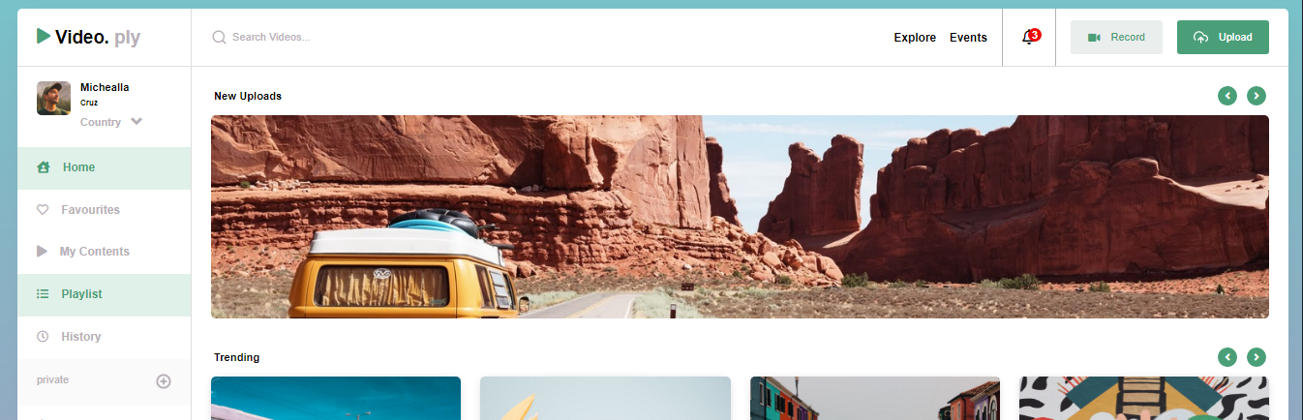 Video. ply
Search Videos...
Explore
Events
3
Record
Upload
Michealla
Cruz
Country
Home
Favourites
My Contents
Playlist
History
private
New Uploads
Trending